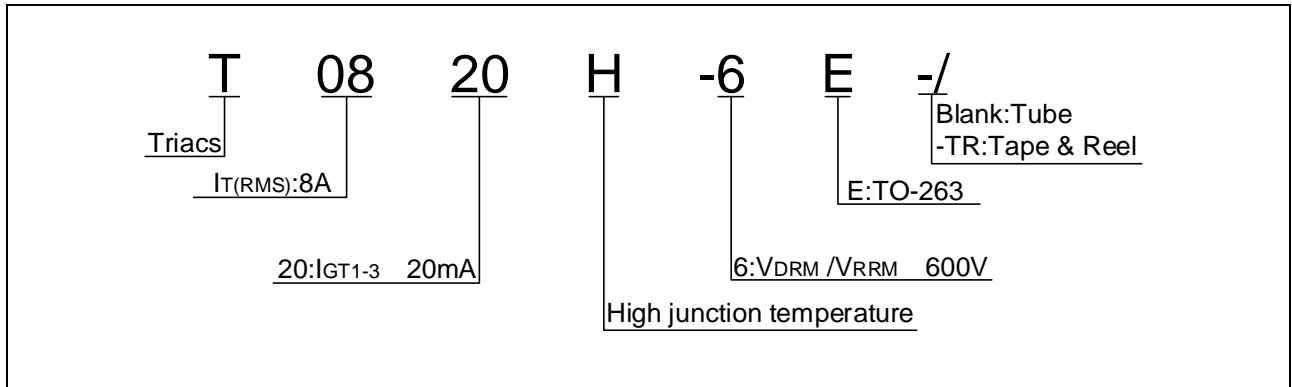 T 08 20 H -6 E -/
Blank:Tube
Triacs
-TR:Tape & Reel
IT(RMS):8A
E:TO-263
20:IGT1-3 20mA
6:VDRM /VRRM 600V
High junction temperature